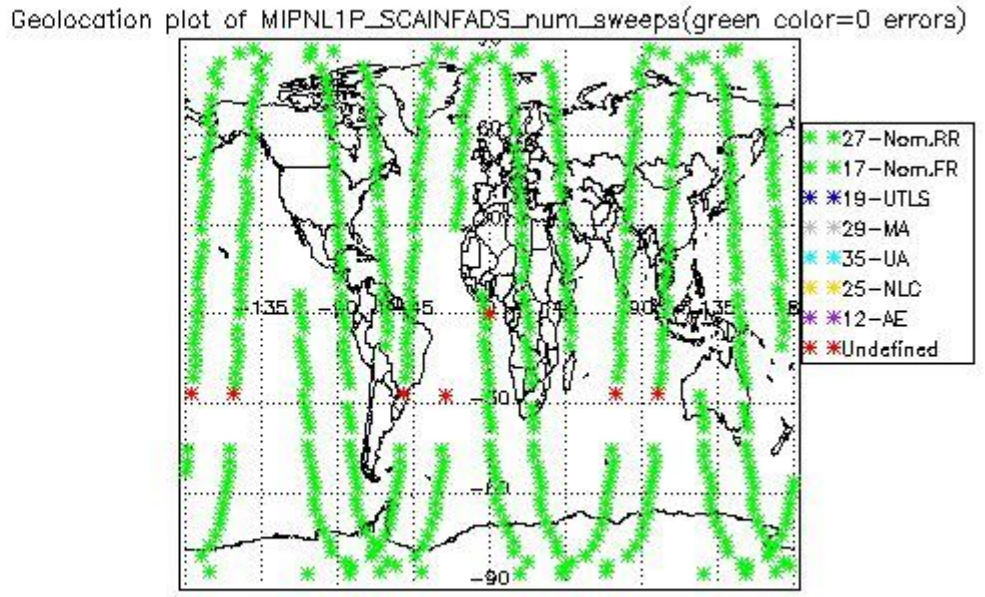 Geolocation plot of MIPNL1P_SCAINFADS_num_sweeps(green color=0 errors)
60
27-Nom.RR
17-Nom.FR
19-UTLS
29-MA
35-UA
25-NLC
12-AE
Undefined
-135
-45
90
135
-30
-60
-90